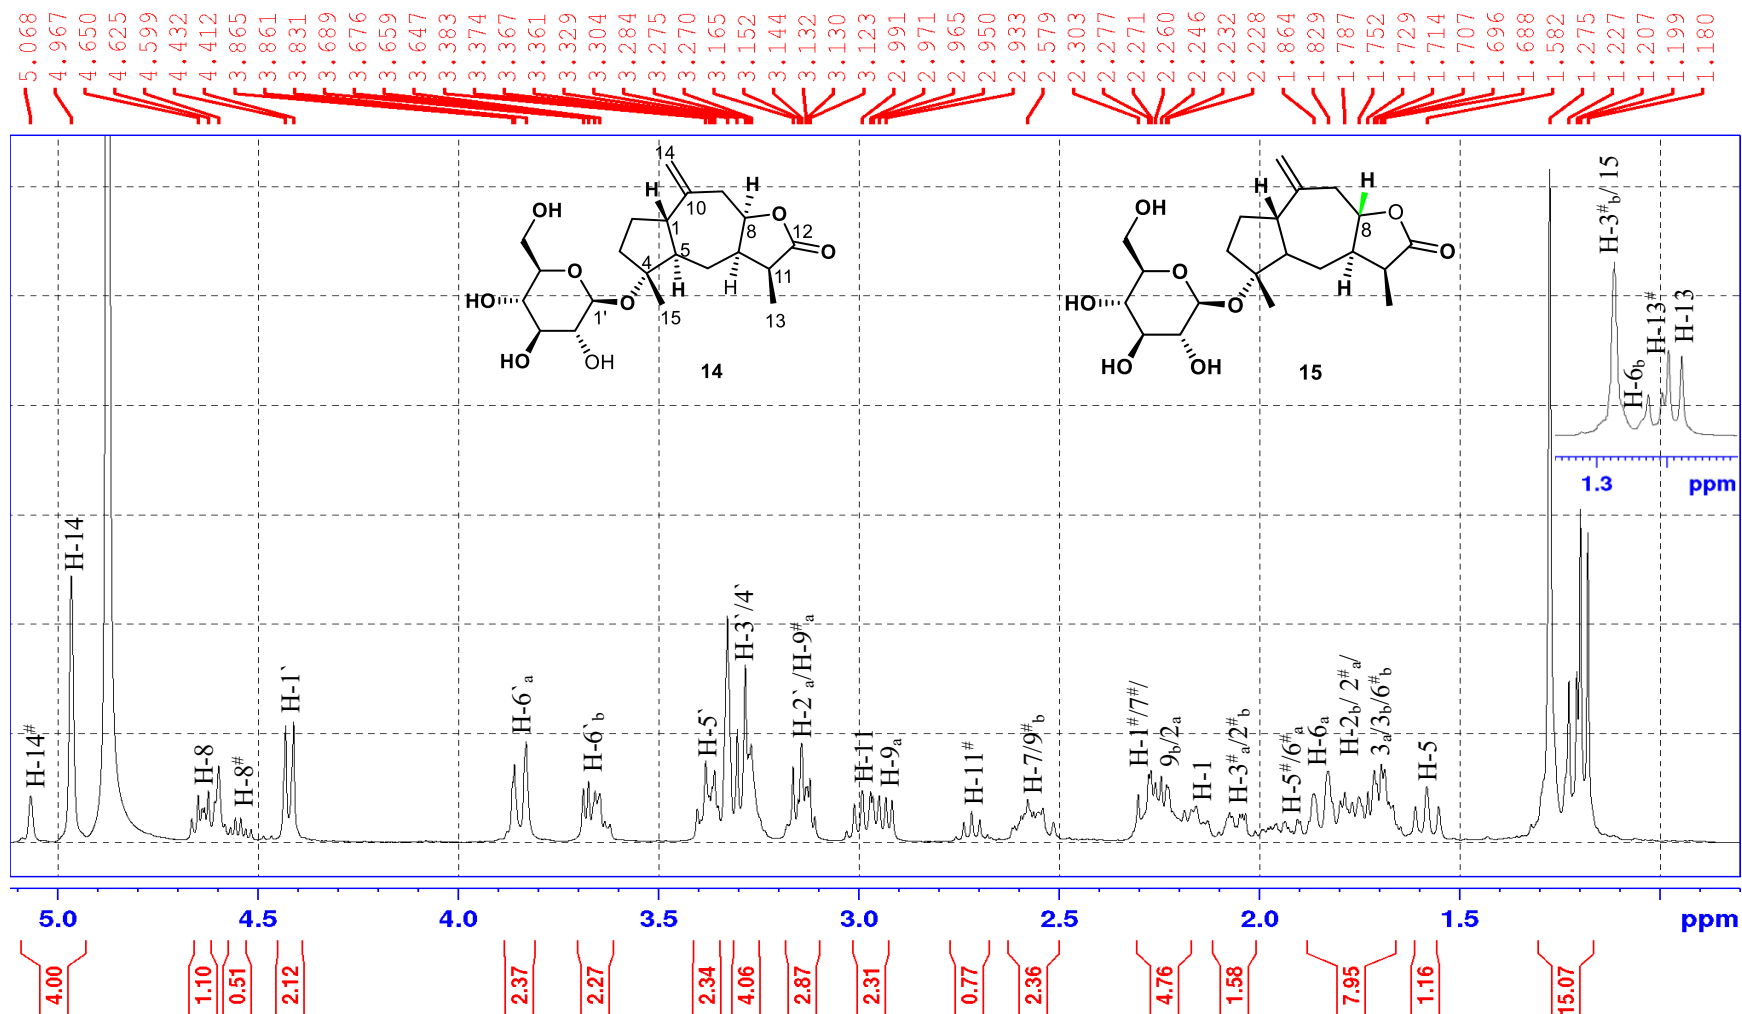 5.068
4.967
4.650
4.625
4.599
4.432
4.412
3.865
3.861
3.831
3.689
3.676
3.659
3.647
3.383
3.374
3.367
3.361
3.329
3.304
3.284
3.275
3.270
3.165
3.152
3.144
3.132
3.130
3.123
2.991
2.971
2.965
2.950
2.933
2.579
2.303
2.277
2.271
2.260
2.246
2.232
2.228
1.864
1.829
1.787
1.752
1.729
1.714
1.707
1.696
1.688
1.582
1.275
1.227
1.207
1.199
1.180
14
H
H
10
1
8
O
12
O
5
4
H
H
11
13
15
O
1'
OH
O
HO
HO
OH
14
H
H
8
O
O
H
O
OH
O
HO
HO
OH
15
H-3#b/ 15
H-6b
H-13#
H-13
1.3
ppm
H-14#
H-14
H-8
H-8#
H-1`
H-6`a
H-6`b
H-5`
H-3`/4`
H-2`a/H-9#a
H-11
H-9a
H-11#
H-7/9#b
H-1#/7#/
9b/2a
H-1
H-3#a/2#b
H-5#/6#a
H-6a
H-2b/ 2#a/
3a/3b/6#b
H-5
5.0 4.5 4.0 3.5 3.0 2.5 2.0 1.5 ppm
4.00
1.10
0.51
2.12
2.37
2.27
2.34
4.06
2.87
2.31
0.77
2.36
4.76
1.58
7.95
1.16
15.07